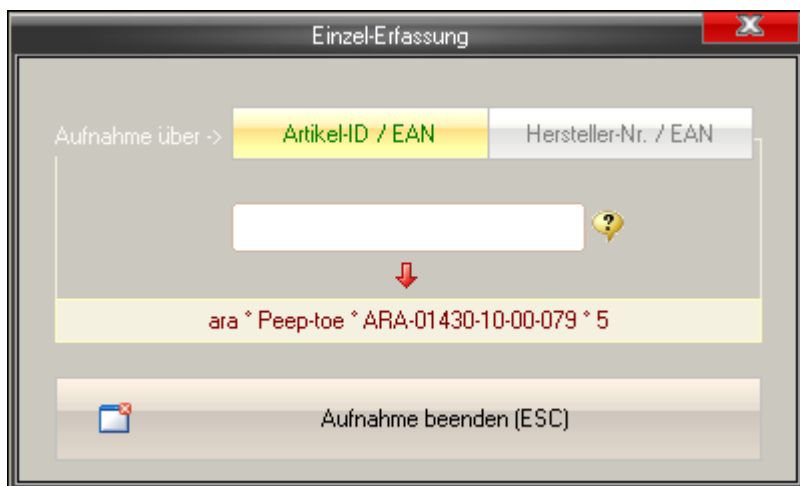 Einzel-Erfassung
Aufnahme über -> Artikel-ID / EAN Hersteller-Nr. / EAN
?
ara * Peep-toe * ARA-01430-10-00-079 * 5
Aufnahme beenden (ESC)